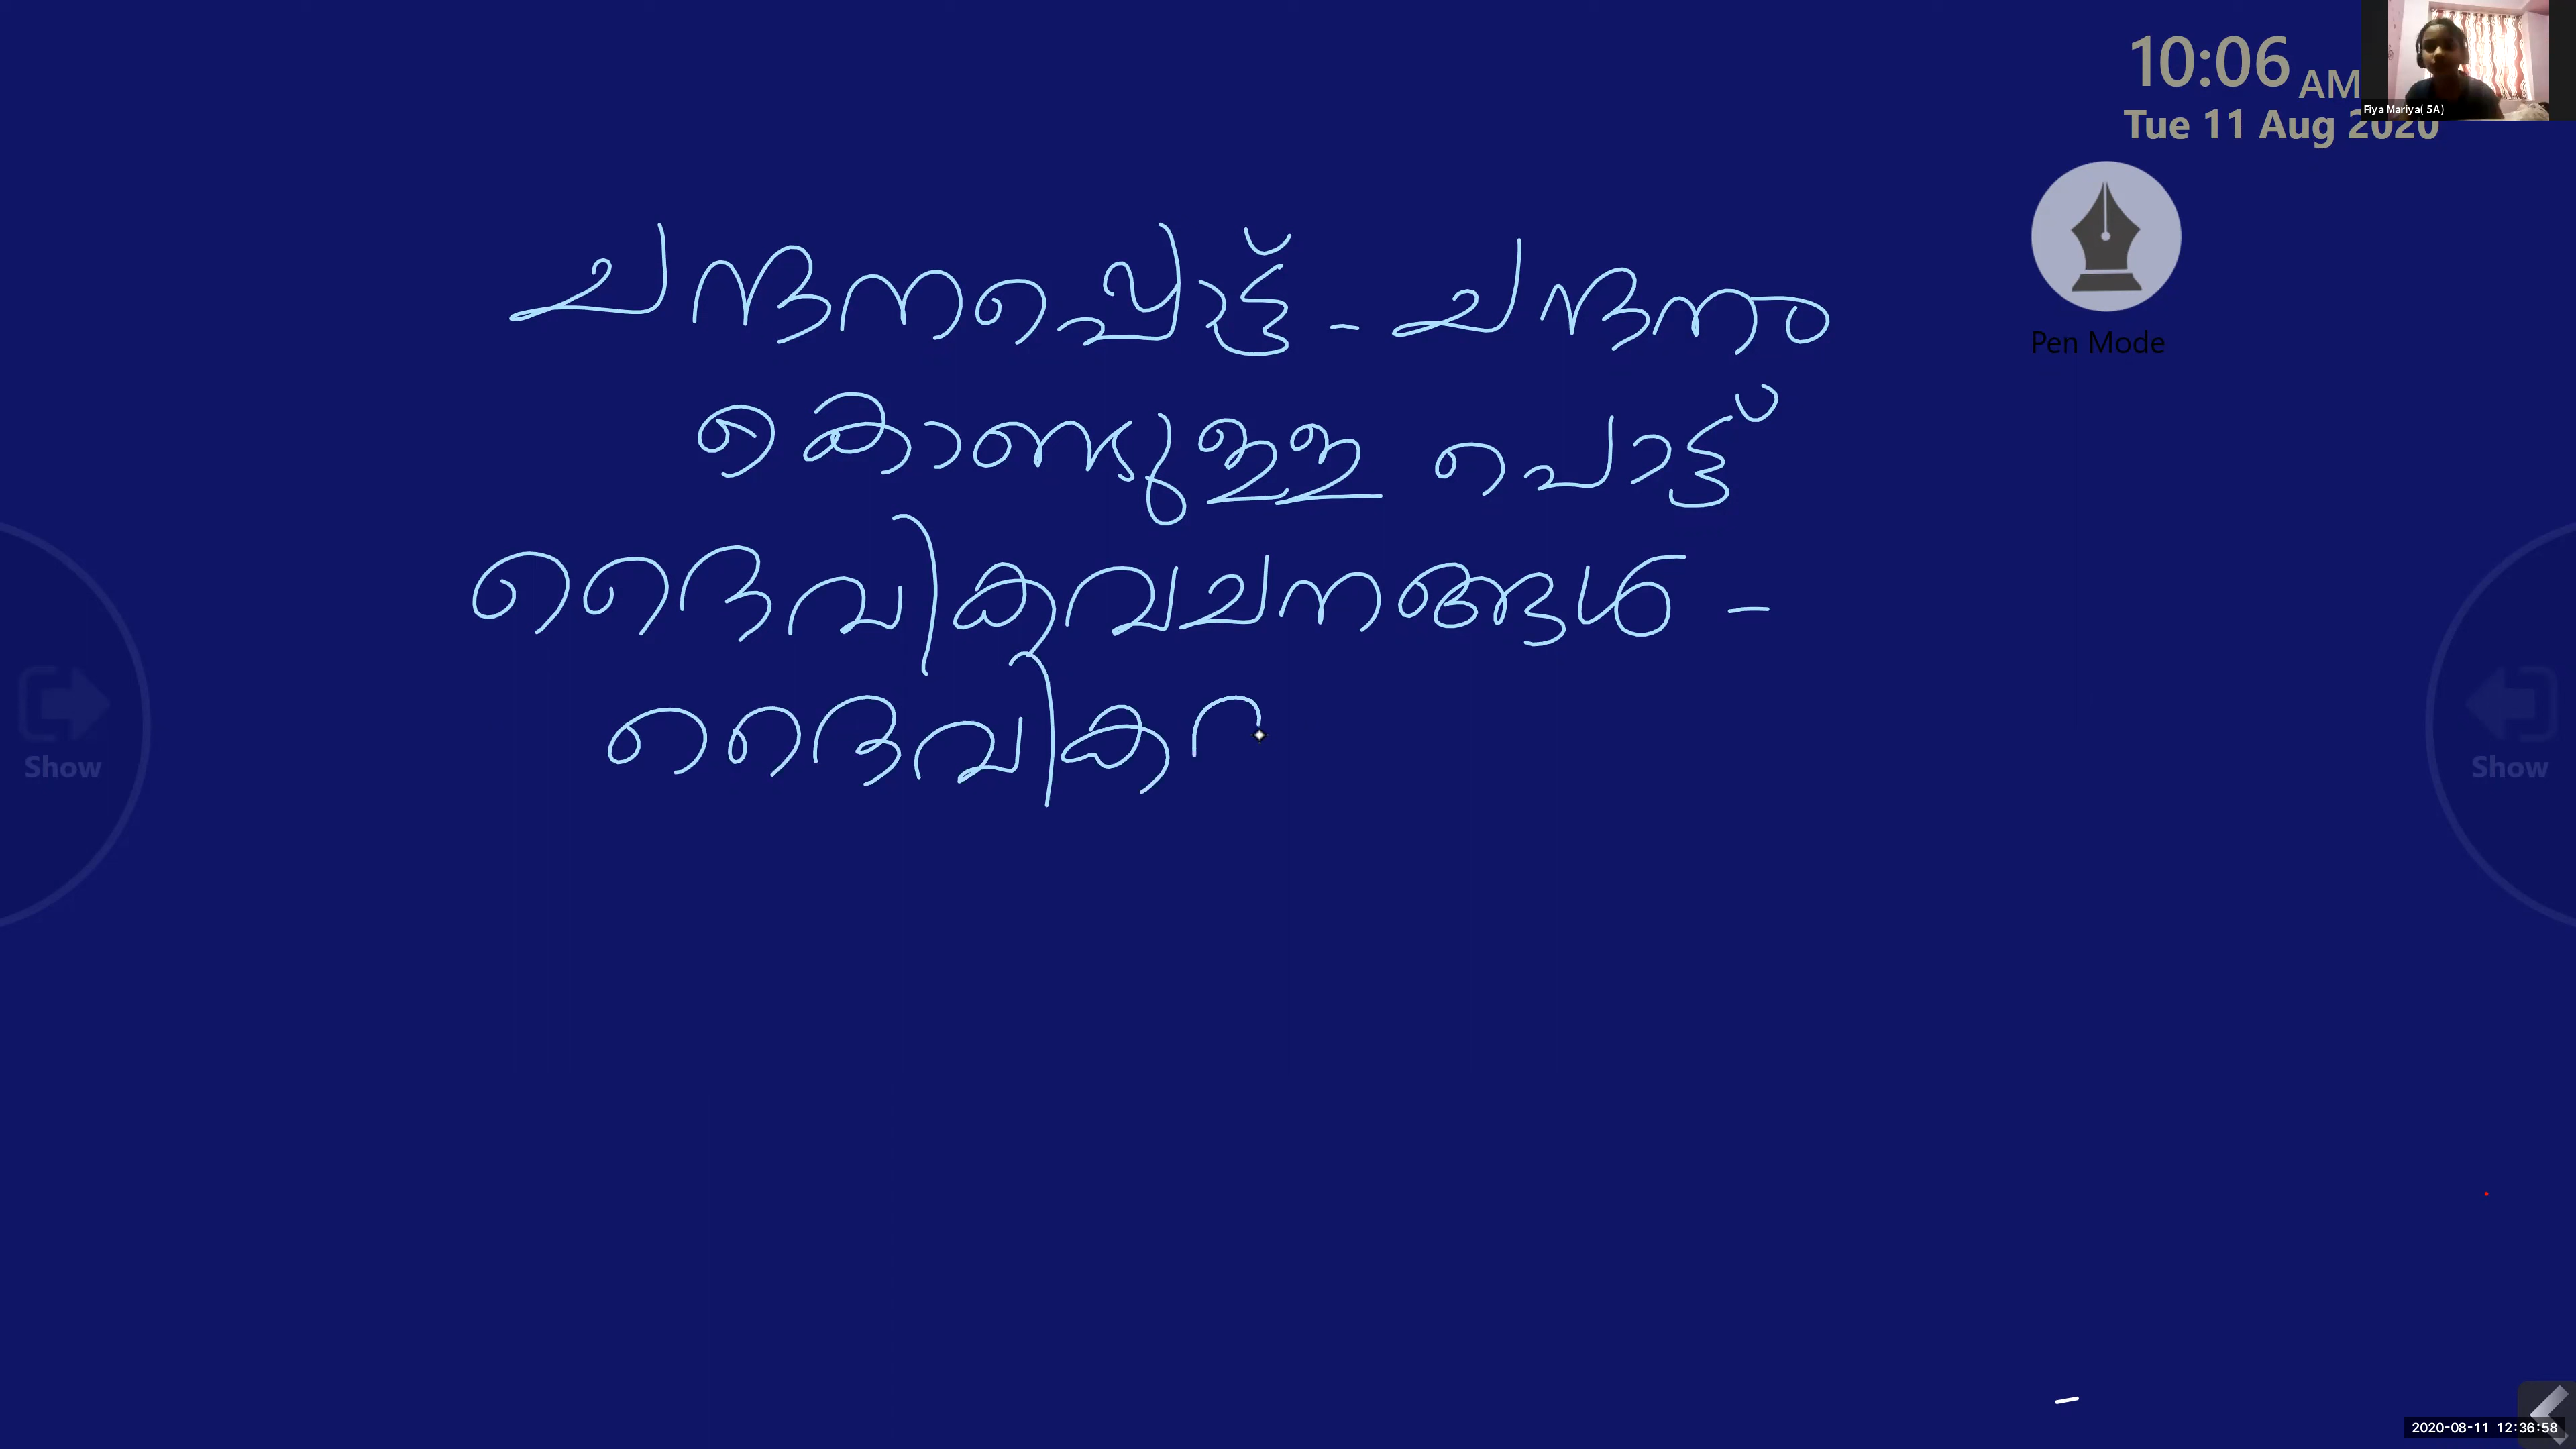 10:06 AM
Fiya Mariya( 5A)
Tue 11 Aug 2020
ചന്ദനപ്പൊട്ട് - ചന്ദനം
Pen Mode
കൊണ്ടുള്ള പൊട്ട്
ദൈവികവചനങ്ങൾ -
Show
ദൈവിക
Show
2020-08-11 12:36:58